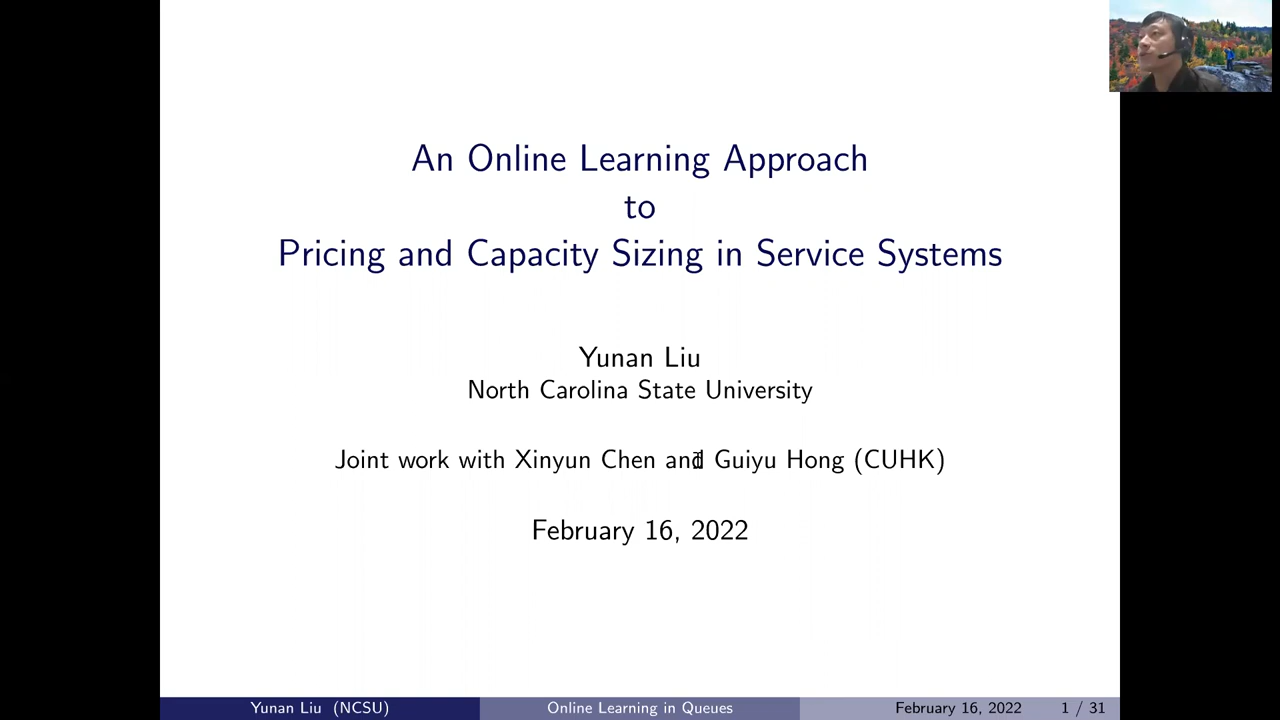 An Online Learning Approach
to
Pricing and Capacity Sizing in Service Systems
Yunan Liu
North Carolina State University
Joint work with Xinyun Chen and Guiyu Hong (CUHK)
February 16, 2022
Yunan Liu (NCSU) Online Learning in Queues February 16, 2022 1 / 31